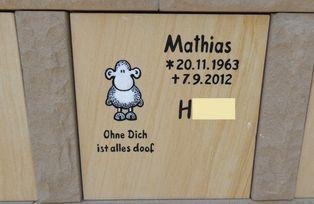 Mathias
*20.11.1963
†7.9.2012
H
Ohne Dich
ist alles doof